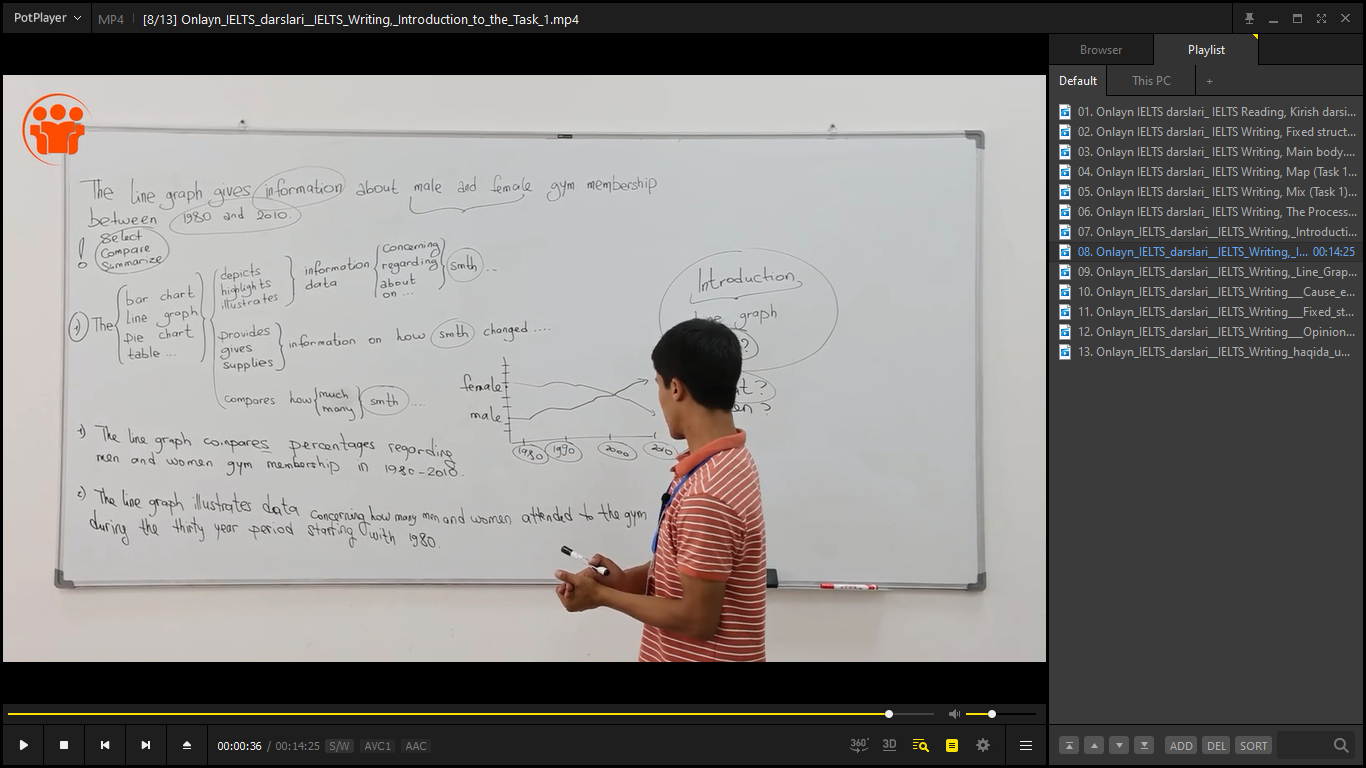 PotPlayer
MP4
[8/13] Onlayn_IELTS_darslari__IELTS_Writing,_Introduction_to_the_Task_1.mp4
The line graph gives information about male and female gym membership
between 1980 and 2010.
! Select
Compare
Summarize
1) The
bar chart
line graph
pie chart
table ...
depicts
highlights
illustrates
information
data
concerning
regarding
about
on ...
smth ...
provides
gives
supplies
information on how smth changed ....
compares how
much
many
smth ....
female
male
1980 1990 2000 2010
Introduction
line graph
?
?
?
1) The line graph compares percentages regarding
men and women gym membership in 1980-2010.
2) The line graph illustrates data concerning how many men and women attended to the gym
during the thirty year period starting with 1980.
00:00:36 / 00:14:25 S/W AVC1 AAC
360° 3D
Browser
Playlist
Default
This PC
+
01. Onlayn IELTS darslari_ IELTS Reading, Kirish darsi...
02. Onlayn IELTS darslari_ IELTS Writing, Fixed struct...
03. Onlayn IELTS darslari_ IELTS Writing, Main body....
04. Onlayn IELTS darslari_ IELTS Writing, Map (Task 1...
05. Onlayn IELTS darslari_ IELTS Writing, Mix (Task 1)...
06. Onlayn IELTS darslari_ IELTS Writing, The Process...
07. Onlayn_IELTS_darslari__IELTS_Writing,_Introducti...
08. Onlayn_IELTS_darslari__IELTS_Writing,_I... 00:14:25
09. Onlayn_IELTS_darslari__IELTS_Writing,_Line_Grap...
10. Onlayn_IELTS_darslari__IELTS_Writing___Cause_e...
11. Onlayn_IELTS_darslari__IELTS_Writing___Fixed_st...
12. Onlayn_IELTS_darslari__IELTS_Writing___Opinion...
13. Onlayn_IELTS_darslari__IELTS_Writing_haqida_u...
ADD DEL SORT